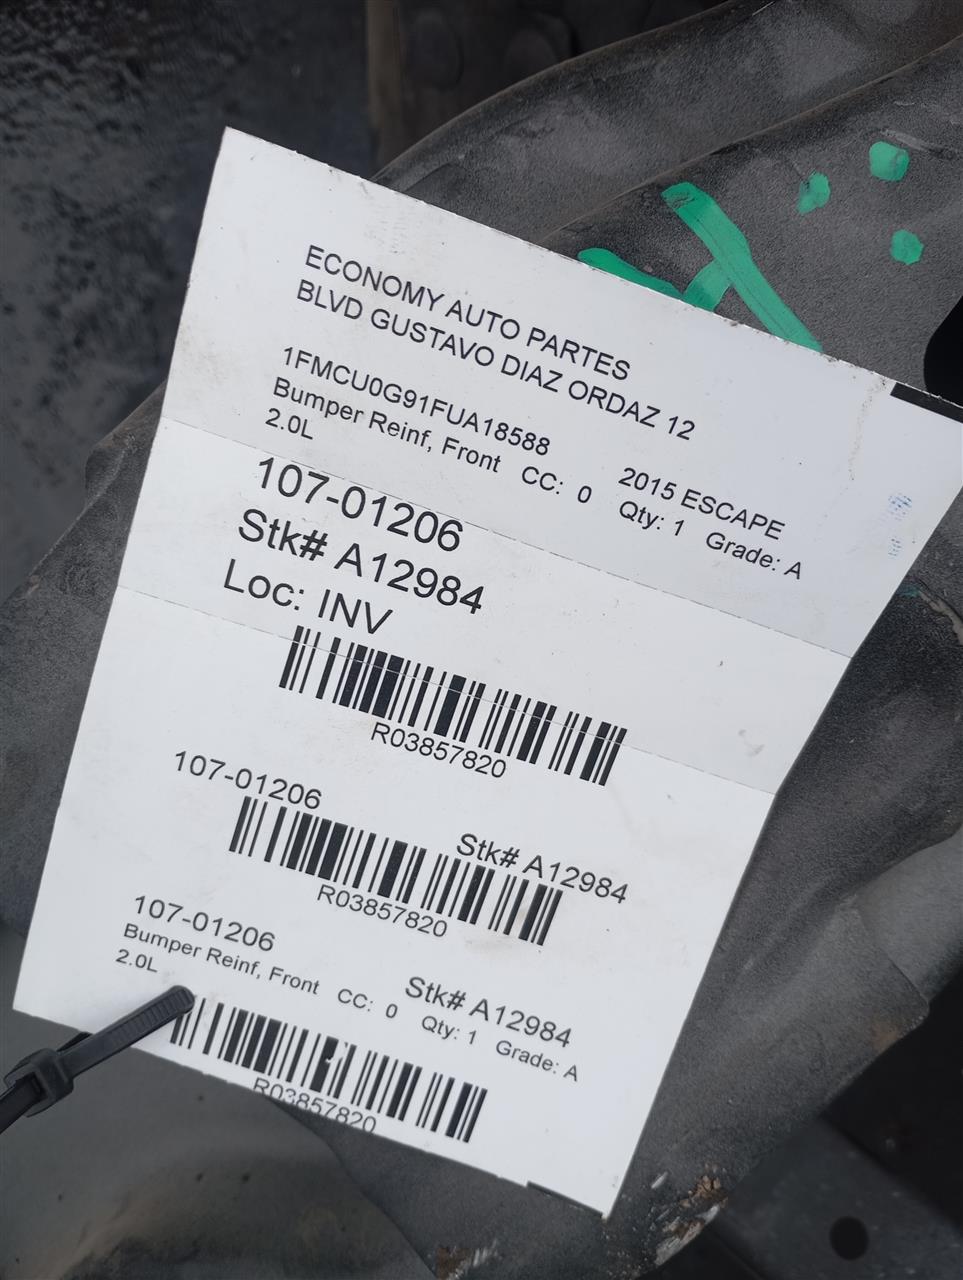 ECONOMY AUTO PARTES
BLVD GUSTAVO DIAZ ORDAZ 12
1FMCU0G91FUA18588 2015 ESCAPE
Bumper Reinf, Front CC: 0 Qty: 1 Grade: A
2.0L
107-01206
Stk# A12984
Loc: INV
R03857820
107-01206 Stk# A12984
R03857820
107-01206 Stk# A12984
Bumper Reinf, Front CC: 0 Qty: 1 Grade: A
2.0L
R03857820